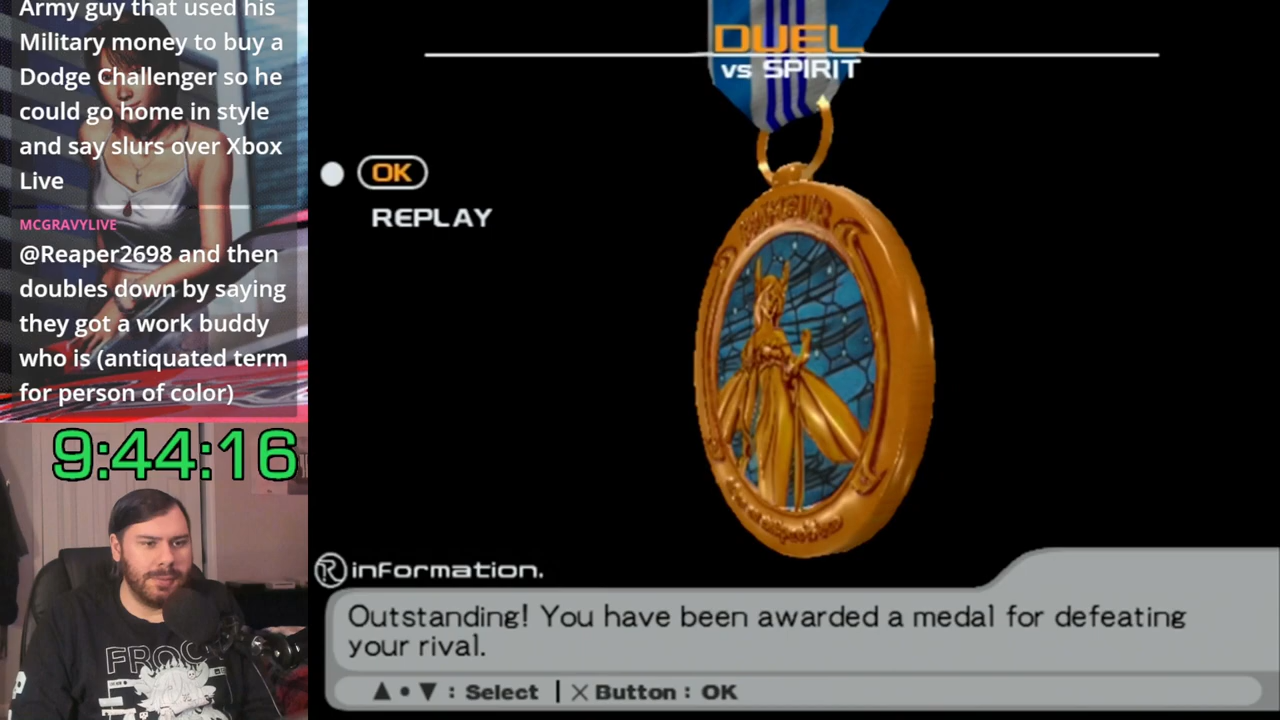 Army guy that used his
Military money to buy a
Dodge Challenger so he
could go home in style
and say slurs over Xbox
Live
MCGRAVYLIVE
@Reaper2698 and then
doubles down by saying
they got a work buddy
who is (antiquated term
for person of color)
9:44:16
DUEL
vs SPIRIT
OK
REPLAY
R information.
Outstanding! You have been awarded a medal for defeating
your rival.
▲ • ▼ : Select | ✕ Button : OK